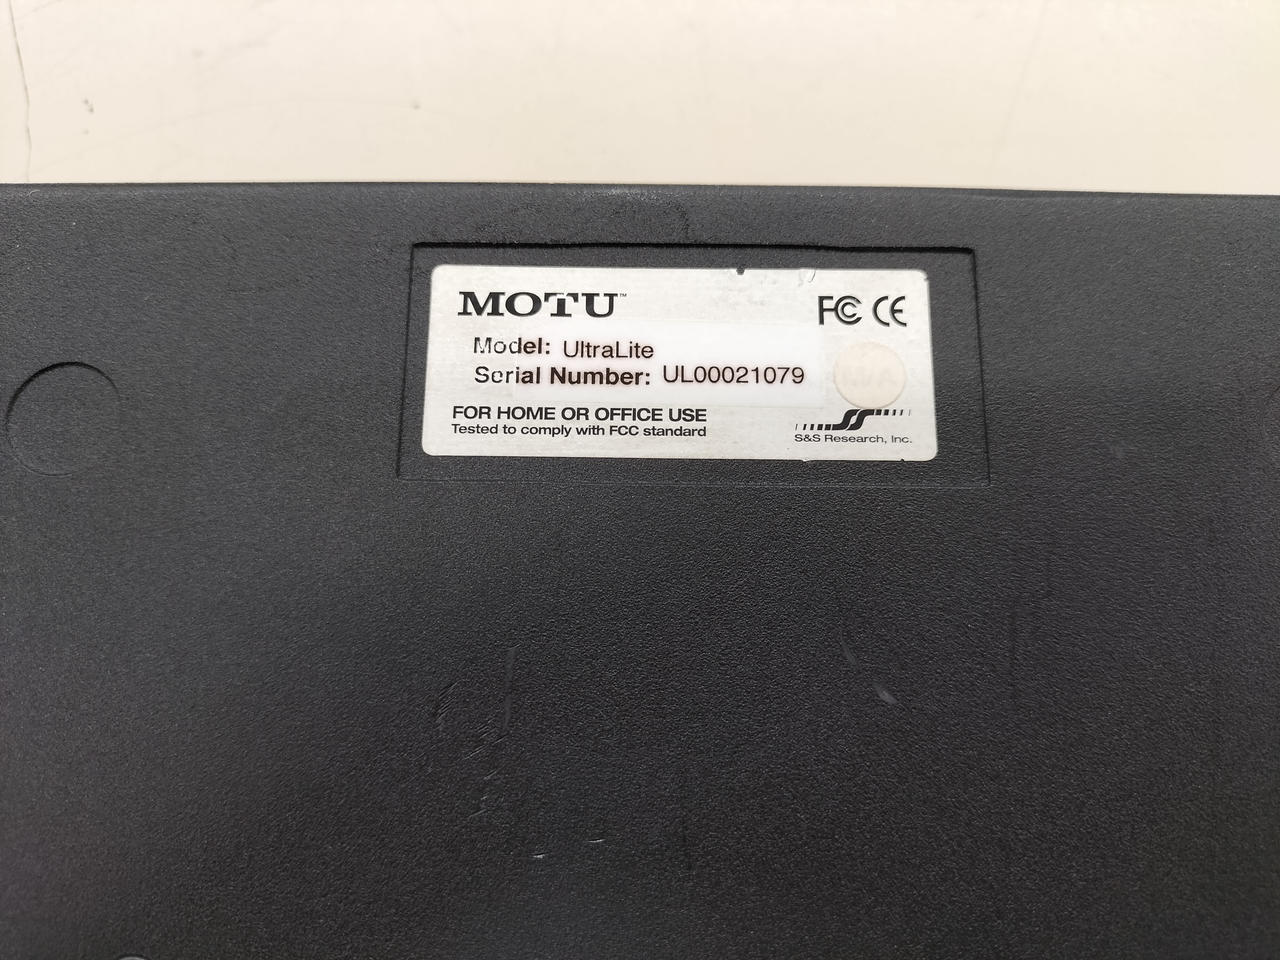 MOTU™
FC CE
Model: UltraLite
Serial Number: UL00021079
FOR HOME OR OFFICE USE
Tested to comply with FCC standard
S&S Research, Inc.